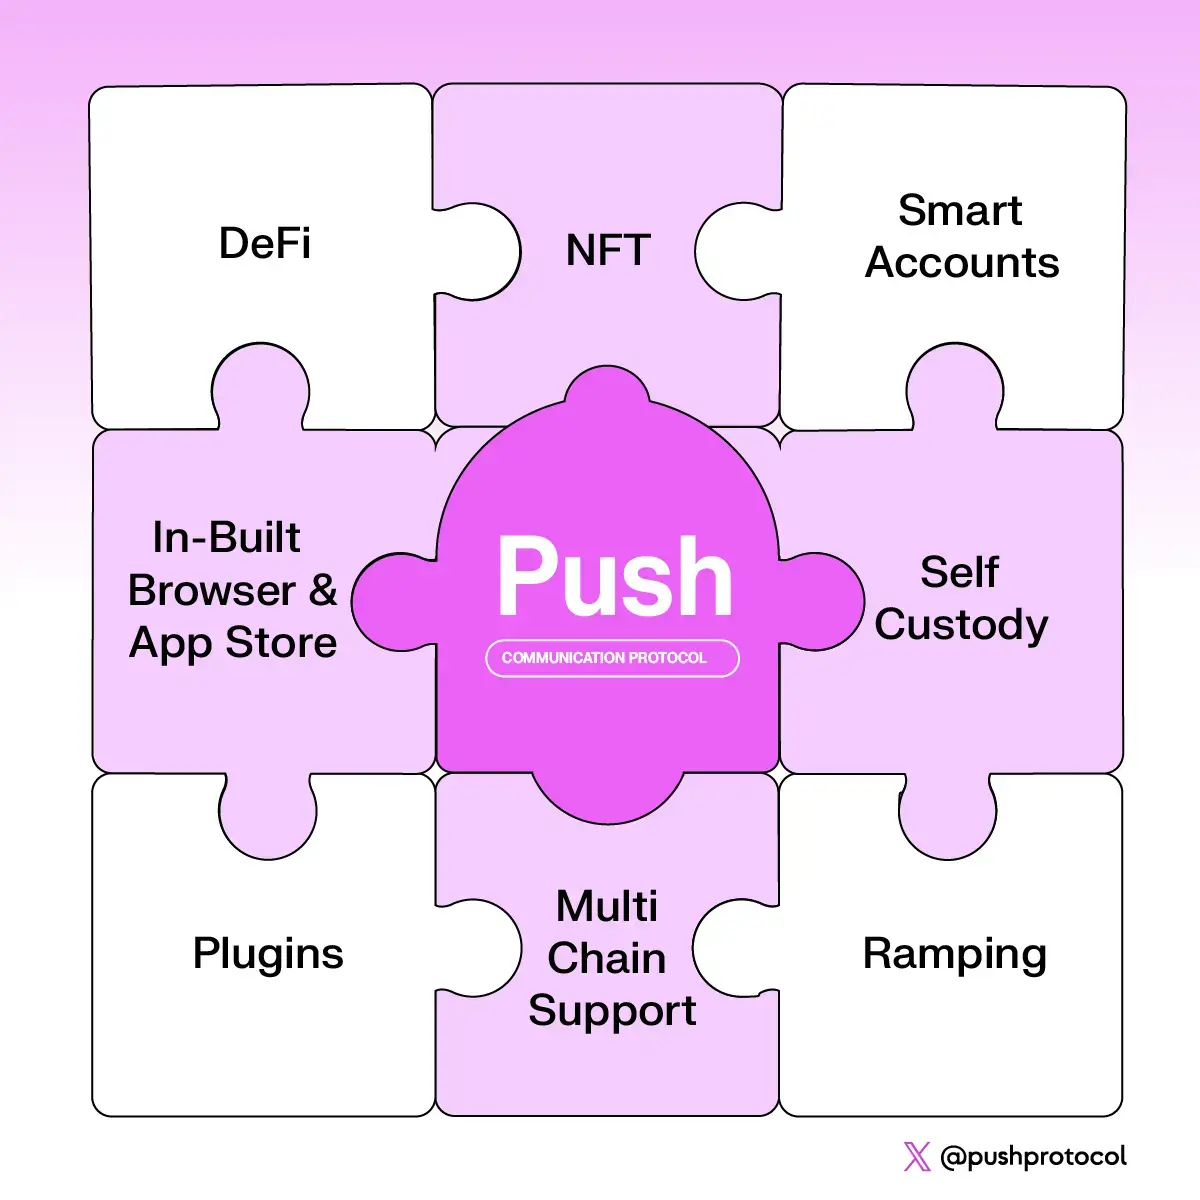 DeFi
NFT
Smart
Accounts
In-Built
Browser &
App Store
Push
COMMUNICATION PROTOCOL
Self
Custody
Plugins
Multi
Chain
Support
Ramping
@pushprotocol